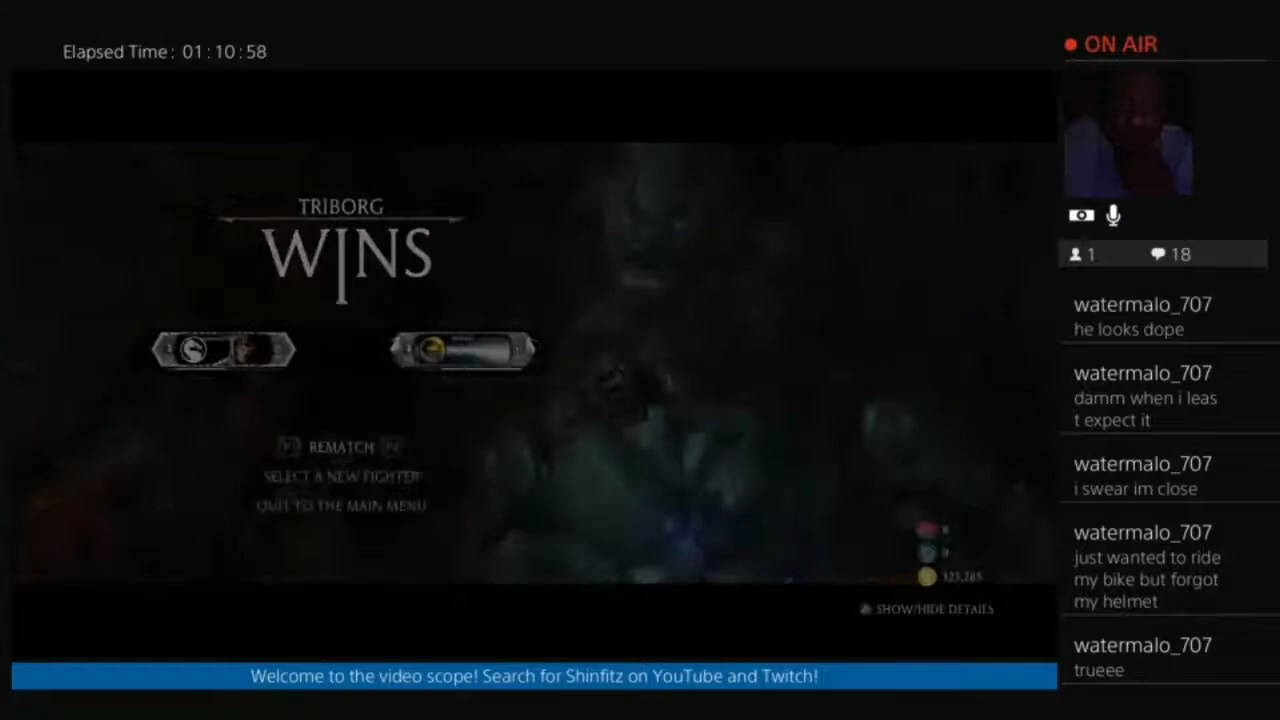 Elapsed Time: 01:10:58
ON AIR
TRIBORG
WINS
1
18
watermalo_707
he looks dope
watermalo_707
damm when i leas
t expect it
watermalo_707
i swear im close
REMATCH
SELECT A NEW FIGHTER
QUIT TO THE MAIN MENU
watermalo_707
just wanted to ride
my bike but forgot
my helmet
SHOW/HIDE DETAILS
watermalo_707
trueee
Welcome to the video scope! Search for Shinfitz on YouTube and Twitch!